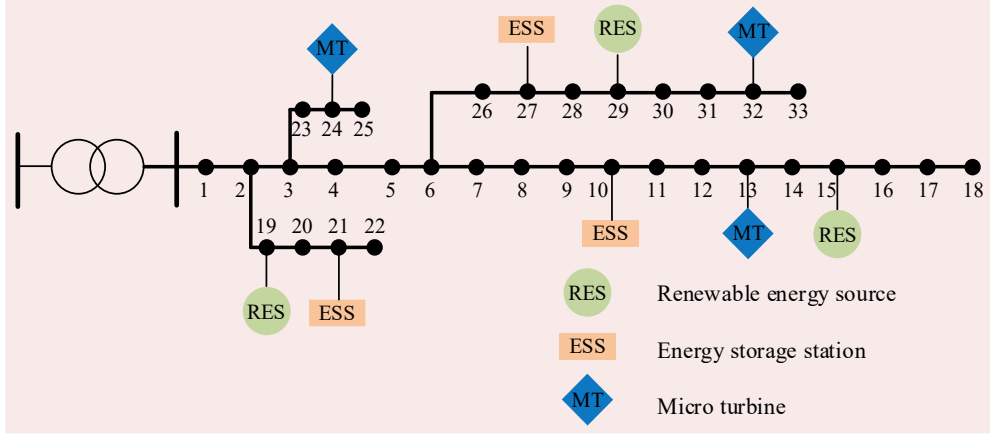 ESS RES MT
MT
26 27 28 29 30 31 32 33
23 24 25
1 2 3 4 5 6 7 8 9 10 11 12 13 14 15 16 17 18
19 20 21 22
ESS MT RES
RES ESS
RES Renewable energy source
ESS Energy storage station
MT Micro turbine